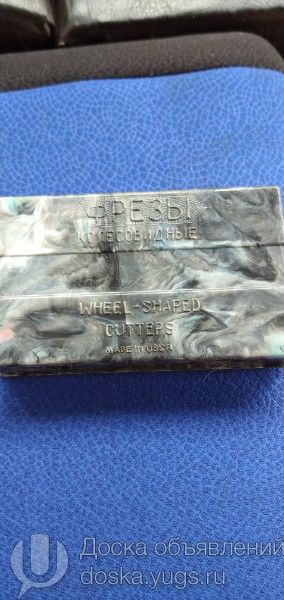 ФРЕЗЫ
КОЛЕСОВИДНЫЕ
WHEEL-SHAPED
CUTTERS
MADE IN USSR
Доска объявлений
doska.yugs.ru